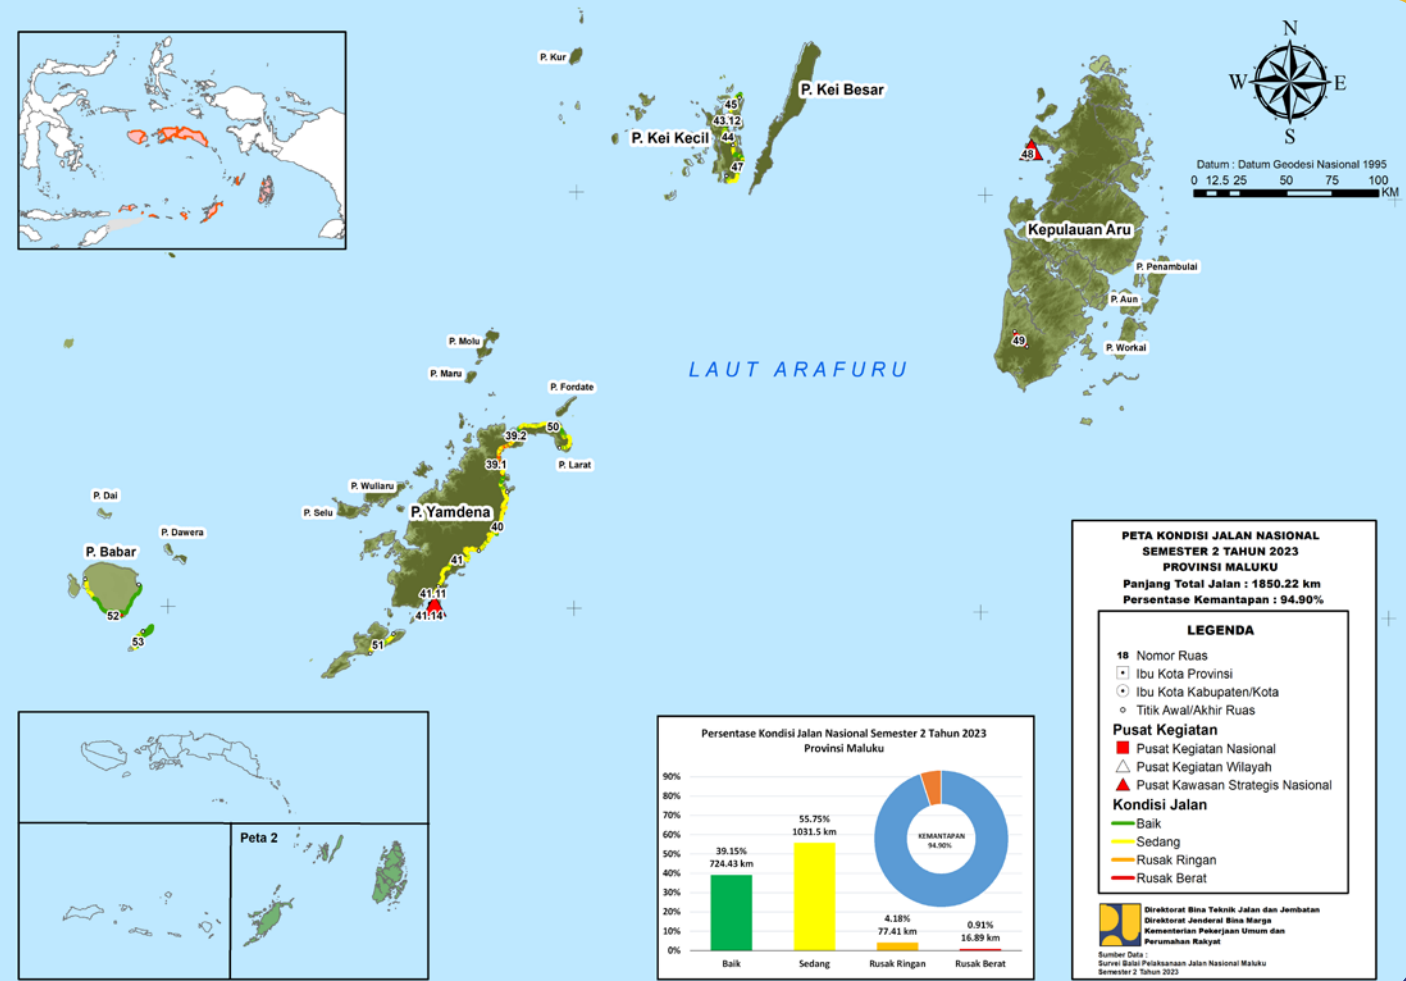 P. Kur
P. Kei Besar
45
43.12
P. Kei Kecil
44
47
48
N
W
E
S
Datum : Datum Geodesi Nasional 1995
0 12.5 25 50 75 100
KM
Kepulauan Aru
P. Penambulai
P. Aun
P. Workai
49
P. Molu
P. Maru
LAUT ARAFURU
P. Fordate
50
39.2
39.1
P. Larat
P. Wuliaru
P. Selu
P. Yamdena
40
41
41.11
41.14
51
P. Dai
P. Dawera
P. Babar
52
53
Peta 2
Persentase Kondisi Jalan Nasional Semester 2 Tahun 2023
Provinsi Maluku
90%
80%
70%
60%
50%
40%
30%
20%
10%
0%
39.15%
724.43 km
55.75%
1031.5 km
4.18%
77.41 km
0.91%
16.89 km
KEMANTAPAN
94.90%
Baik
Sedang
Rusak Ringan
Rusak Berat
PETA KONDISI JALAN NASIONAL
SEMESTER 2 TAHUN 2023
PROVINSI MALUKU
Panjang Total Jalan : 1850.22 km
Persentase Kemantapan : 94.90%
LEGENDA
18 Nomor Ruas
Ibu Kota Provinsi
Ibu Kota Kabupaten/Kota
Titik Awal/Akhir Ruas
Pusat Kegiatan
Pusat Kegiatan Nasional
Pusat Kegiatan Wilayah
Pusat Kawasan Strategis Nasional
Kondisi Jalan
Baik
Sedang
Rusak Ringan
Rusak Berat
Direktorat Bina Teknik Jalan dan Jembatan
Direktorat Jenderal Bina Marga
Kementerian Pekerjaan Umum dan
Perumahan Rakyat
Sumber Data :
Survei Balai Pelaksanaan Jalan Nasional Maluku
Semester 2 Tahun 2023